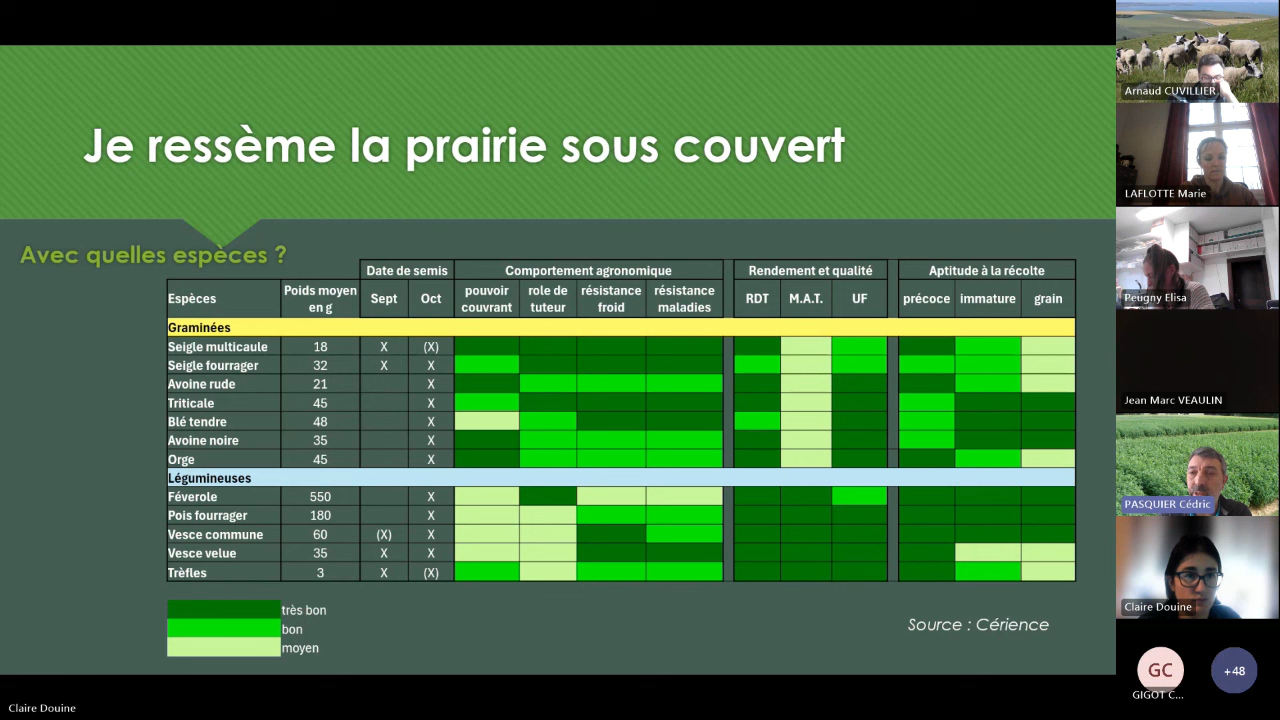 Je ressème la prairie sous couvert
Avec quelles espèces ?
Date de semis Comportement agronomique Rendement et qualité Aptitude à la récolte
Espèces Poids moyen en g Sept Oct pouvoir couvrant role de tuteur résistance froid résistance maladies RDT M.A.T. UF précoce immature grain
Graminées
Seigle multicaule 18 X (X)
Seigle fourrager 32 X X
Avoine rude 21 X
Triticale 45 X
Blé tendre 48 X
Avoine noire 35 X
Orge 45 X
Légumineuses
Féverole 550 X
Pois fourrager 180 X
Vesce commune 60 (X) X
Vesce velue 35 X X
Trèfles 3 X (X)
très bon
bon
moyen
Source : Cérience
Arnaud CUVILLIER
LAFLOTTE Marie
Peugny Elisa
Jean Marc VEAULIN
PASQUIER Cédric
Claire Douine
GC
GIGOT C...
+48
Claire Douine